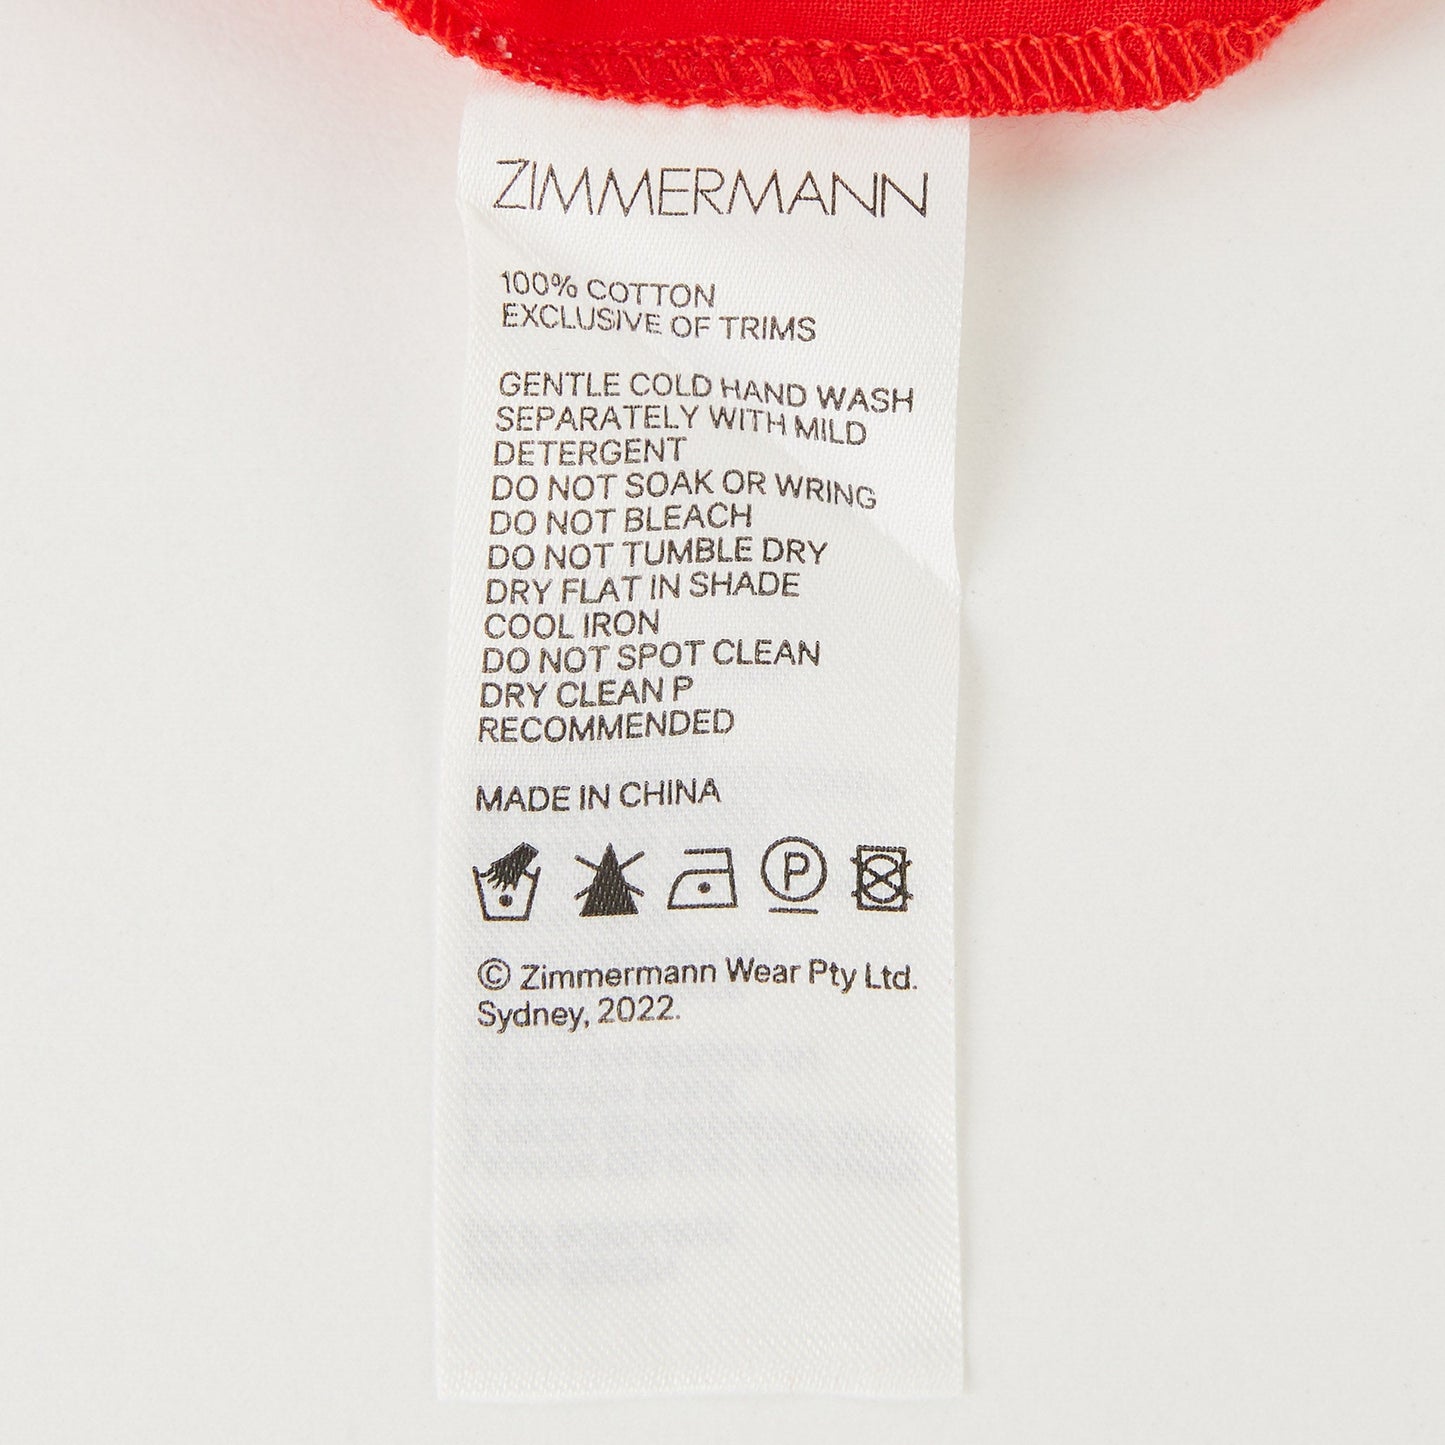 ZIMMERMANN
100% COTTON
EXCLUSIVE OF TRIMS
GENTLE COLD HAND WASH
SEPARATELY WITH MILD
DETERGENT
DO NOT SOAK OR WRING
DO NOT BLEACH
DO NOT TUMBLE DRY
DRY FLAT IN SHADE
COOL IRON
DO NOT SPOT CLEAN
DRY CLEAN P
RECOMMENDED
MADE IN CHINA
P
© Zimmermann Wear Pty Ltd.
Sydney, 2022.